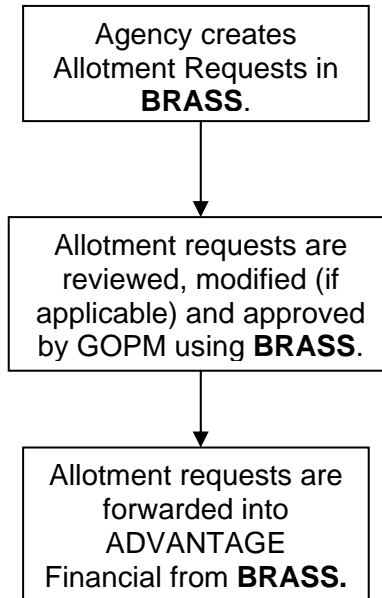 Agency creates
Allotment Requests in
BRASS.
Allotment requests are
reviewed, modified (if
applicable) and approved
by GOPM using BRASS.
Allotment requests are
forwarded into
ADVANTAGE
Financial from BRASS.